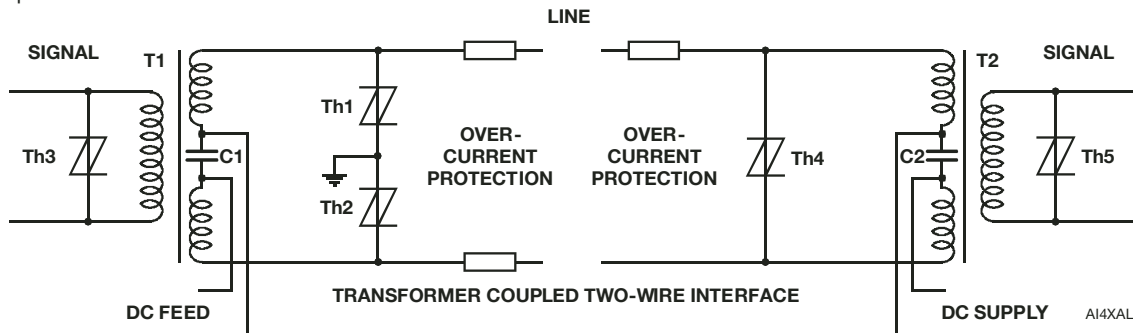 LINE
SIGNAL
T1
T2
SIGNAL
Th1
Th3
C1
OVER-
CURRENT
PROTECTION
OVER-
CURRENT
PROTECTION
Th4
C2
Th5
Th2
DC FEED
TRANSFORMER COUPLED TWO-WIRE INTERFACE
DC SUPPLY
AI4XAL